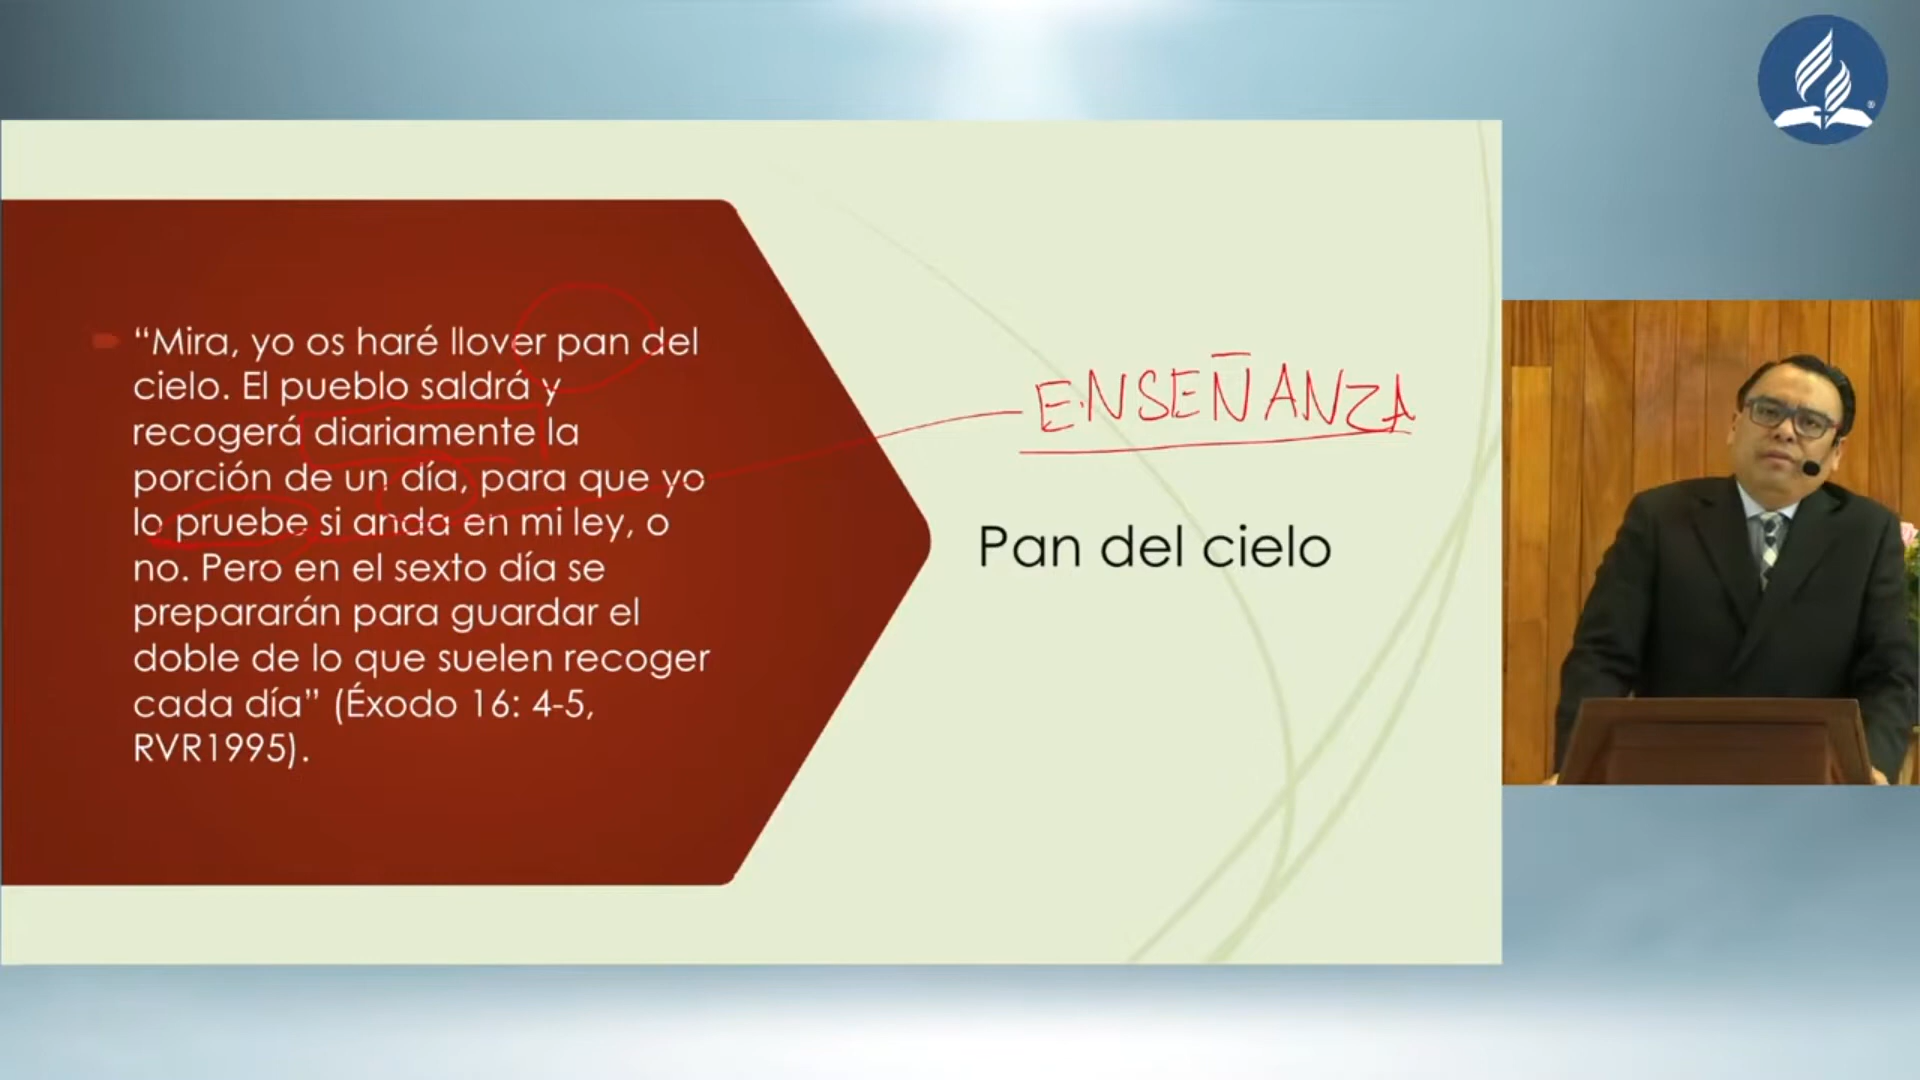 “Mira, yo os haré llover pan del
cielo. El pueblo saldrá y
recogerá diariamente la
porción de un día, para que yo
lo pruebe si anda en mi ley, o
no. Pero en el sexto día se
prepararán para guardar el
doble de lo que suelen recoger
cada día” (Éxodo 16: 4-5,
RVR1995).
ENSEÑANZA
Pan del cielo
®